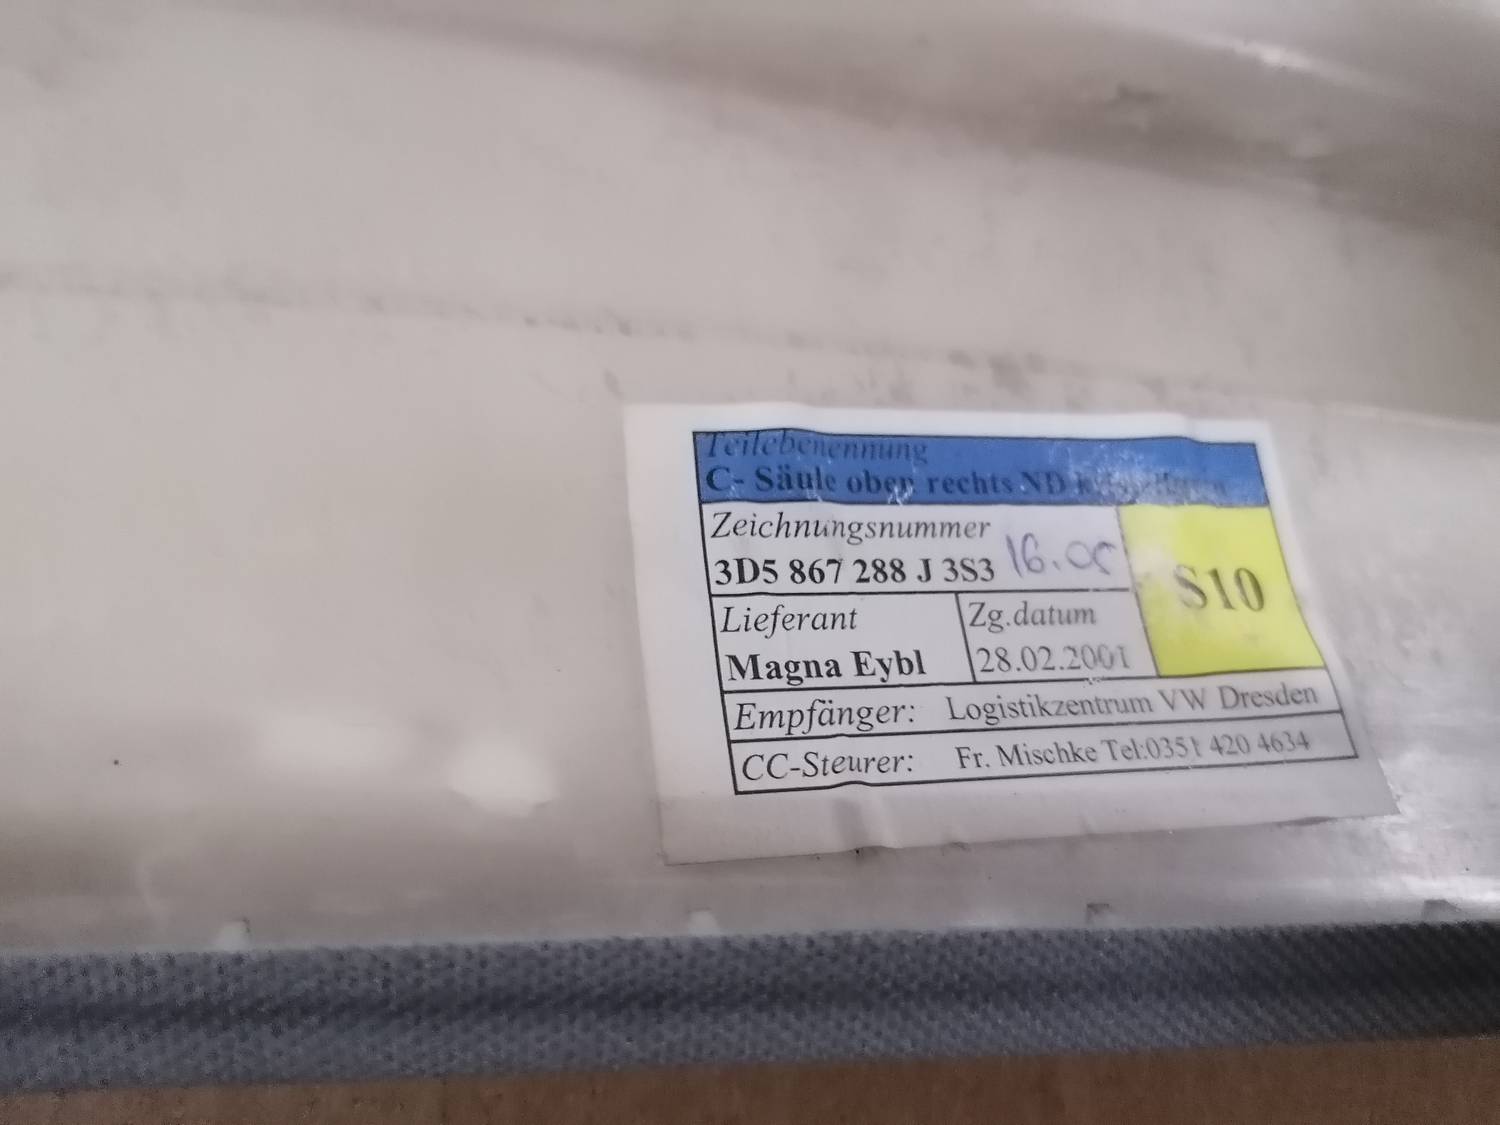 Teilebenennung
C- Säule oben rechts ND
Zeichnungsnummer
3D5 867 288 J 3S3
S10
Lieferant
Zg.datum
Magna Eybl
28.02.2001
Empfänger: Logistikzentrum VW Dresden
CC-Steurer: Fr. Mischke Tel:0351 420 4634